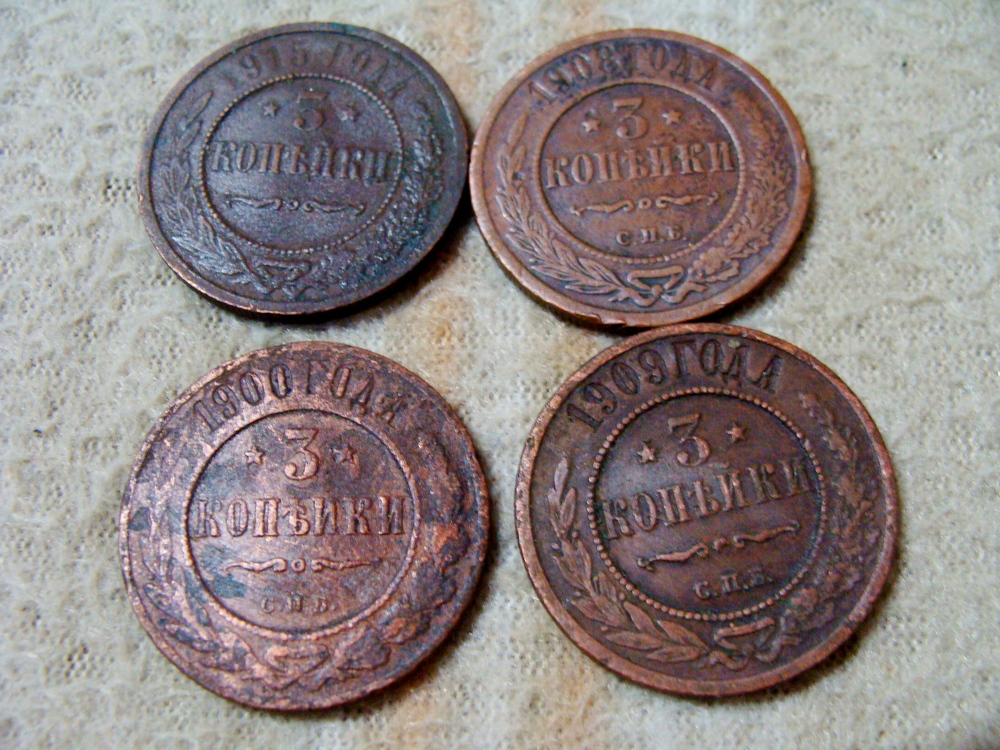 1915 ГОДА
3
КОПѢЙКИ
1908 ГОДА
3
КОПѢЙКИ
С.П.Б.
1900 ГОДА
3
КОПѢЙКИ
С.П.Б.
1909 ГОДА
3
КОПѢЙКИ
С.П.Б.